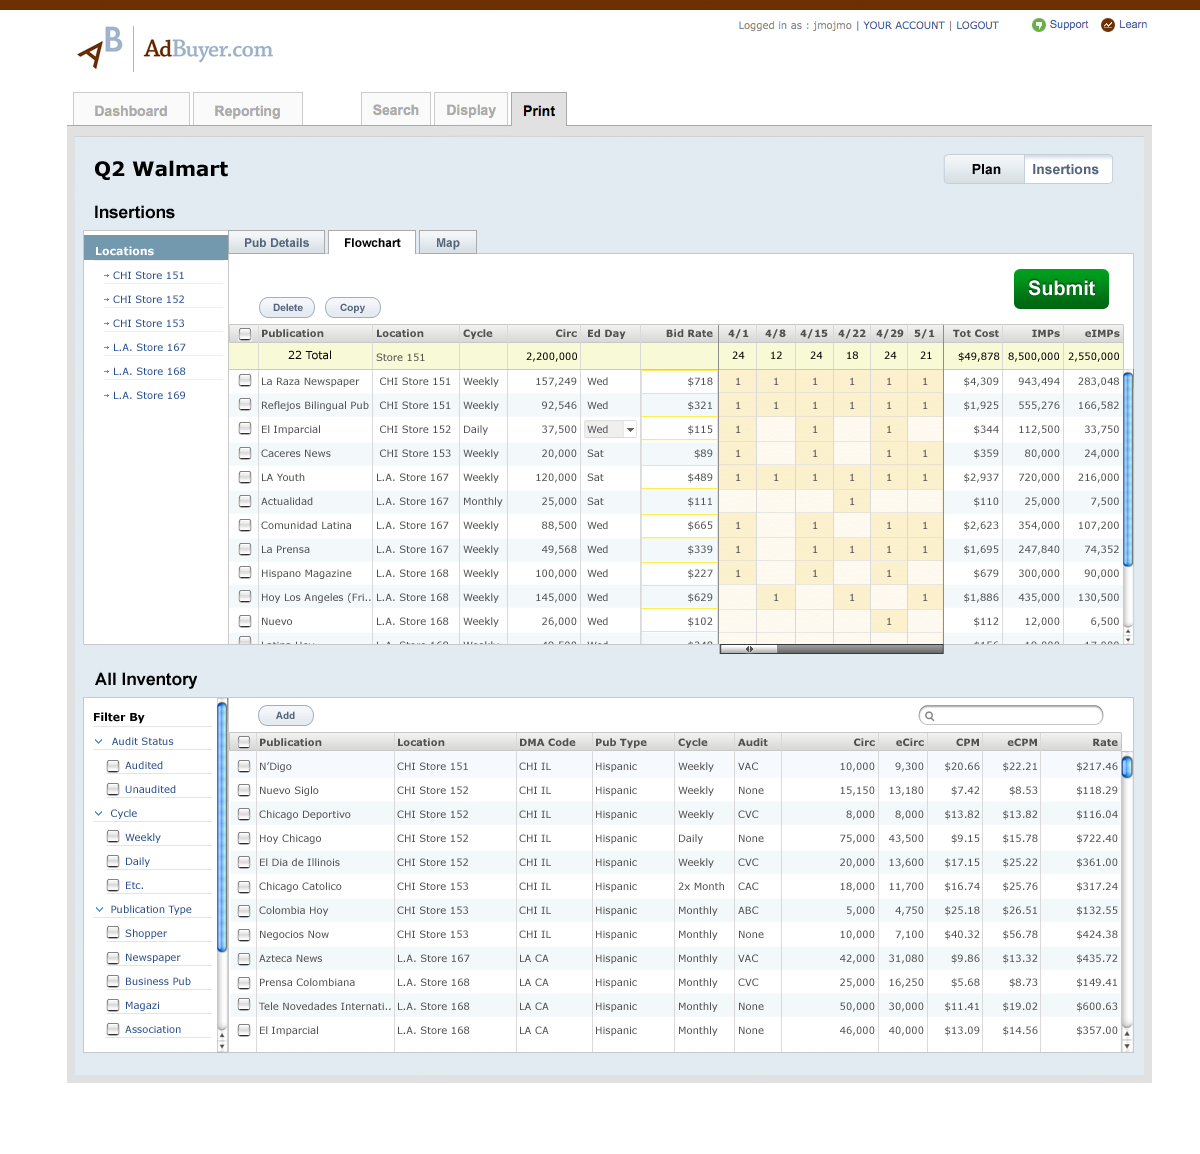 Logged in as : jmojmo | YOUR ACCOUNT | LOGOUT Support Learn
AB AdBuyer.com
Dashboard Reporting Search Display Print
Q2 Walmart
Plan Insertions
Insertions
Locations
CHI Store 151
CHI Store 152
CHI Store 153
L.A. Store 167
L.A. Store 168
L.A. Store 169
Pub Details Flowchart Map
Submit
Delete Copy
Publication Location Cycle Circ Ed Day Bid Rate 4/1 4/8 4/15 4/22 4/29 5/1 Tot Cost IMPs eIMPs
22 Total Store 151 2,200,000 24 12 24 18 24 21 $49,878 8,500,000 2,550,000
La Raza Newspaper CHI Store 151 Weekly 157,249 Wed $718 1 1 1 1 1 1 $4,309 943,494 283,048
Reflejos Bilingual Pub CHI Store 151 Weekly 92,546 Wed $321 1 1 1 1 1 1 $1,925 555,276 166,582
El Imparcial CHI Store 152 Daily 37,500 Wed $115 1 1 1 $344 112,500 33,750
Caceres News CHI Store 153 Weekly 20,000 Sat $89 1 1 1 1 $359 80,000 24,000
LA Youth L.A. Store 167 Weekly 120,000 Sat $489 1 1 1 1 1 1 $2,937 720,000 216,000
Actualidad L.A. Store 167 Monthly 25,000 Sat $111 1 $110 25,000 7,500
Comunidad Latina L.A. Store 167 Weekly 88,500 Wed $665 1 1 1 1 $2,623 354,000 107,200
La Prensa L.A. Store 167 Weekly 49,568 Wed $339 1 1 1 1 1 $1,695 247,840 74,352
Hispano Magazine L.A. Store 168 Weekly 100,000 Wed $227 1 1 1 $679 300,000 90,000
Hoy Los Angeles (Fri.. L.A. Store 168 Weekly 145,000 Wed $629 1 1 1 $1,886 435,000 130,500
Nuevo L.A. Store 168 Weekly 26,000 Wed $102 1 $112 12,000 6,500
All Inventory
Filter By
Audit Status
Audited
Unaudited
Cycle
Weekly
Daily
Etc.
Publication Type
Shopper
Newspaper
Business Pub
Magazi
Association
Add
Publication Location DMA Code Pub Type Cycle Audit Circ eCirc CPM eCPM Rate
N'Digo CHI Store 151 CHI IL Hispanic Weekly VAC 10,000 9,300 $20.66 $22.21 $217.46
Nuevo Siglo CHI Store 152 CHI IL Hispanic Weekly None 15,150 13,180 $7.42 $8.53 $118.29
Chicago Deportivo CHI Store 152 CHI IL Hispanic Weekly CVC 8,000 8,000 $13.82 $13.82 $116.04
Hoy Chicago CHI Store 152 CHI IL Hispanic Daily None 75,000 43,500 $9.15 $15.78 $722.40
El Dia de Illinois CHI Store 152 CHI IL Hispanic Weekly CVC 20,000 13,600 $17.15 $25.22 $361.00
Chicago Catolico CHI Store 153 CHI IL Hispanic 2x Month CAC 18,000 11,700 $16.74 $25.76 $317.24
Colombia Hoy CHI Store 153 CHI IL Hispanic Monthly ABC 5,000 4,750 $25.18 $26.51 $132.55
Negocios Now CHI Store 153 CHI IL Hispanic Monthly None 10,000 7,100 $40.32 $56.78 $424.38
Azteca News L.A. Store 167 LA CA Hispanic Monthly VAC 42,000 31,080 $9.86 $13.32 $435.72
Prensa Colombiana L.A. Store 168 LA CA Hispanic Monthly CVC 25,000 16,250 $5.68 $8.73 $149.41
Tele Novedades Internati.. L.A. Store 168 LA CA Hispanic Monthly None 50,000 30,000 $11.41 $19.02 $600.63
El Imparcial L.A. Store 168 LA CA Hispanic Monthly None 46,000 40,000 $13.09 $14.56 $357.00